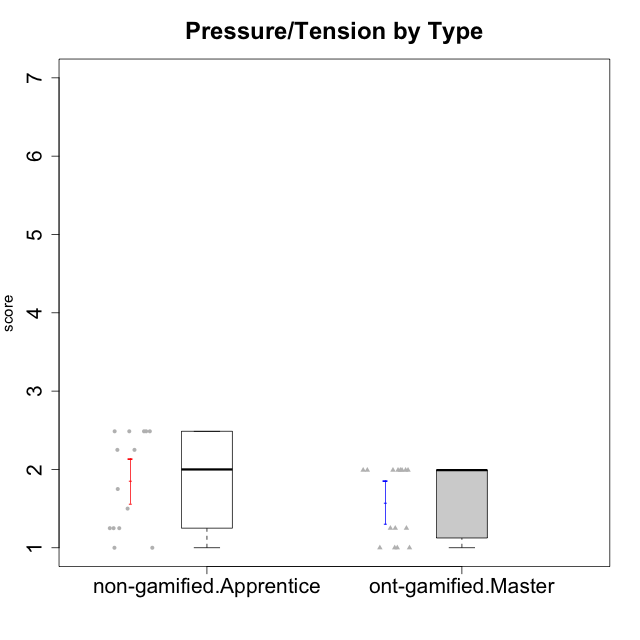 Pressure/Tension by Type
7
6
5
4
3
2
1
score
non-gamified.Apprentice
ont-gamified.Master